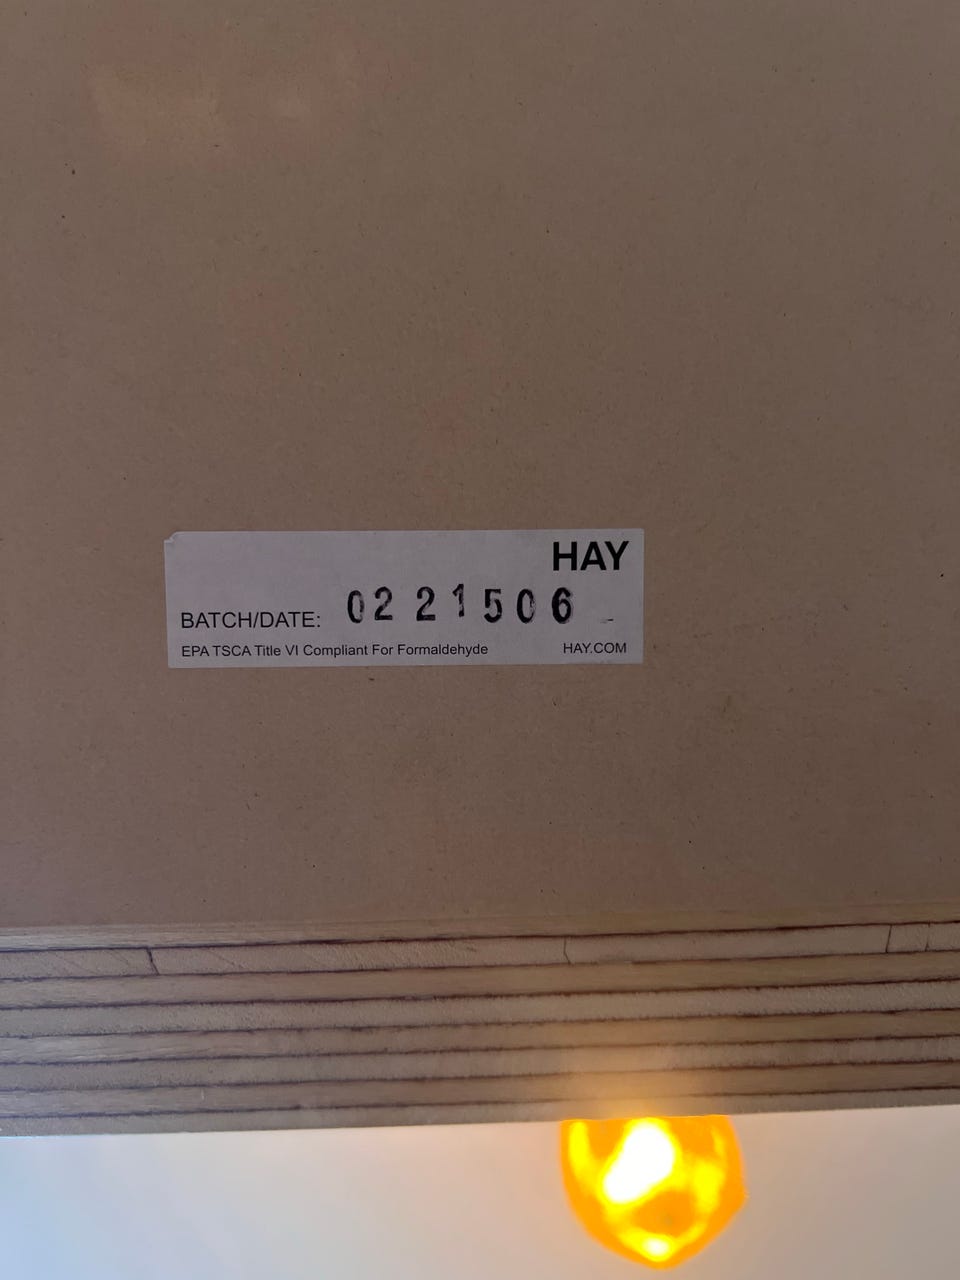 HAY
BATCH/DATE: 02 21506
EPA TSCA Title VI Compliant For Formaldehyde HAY.COM